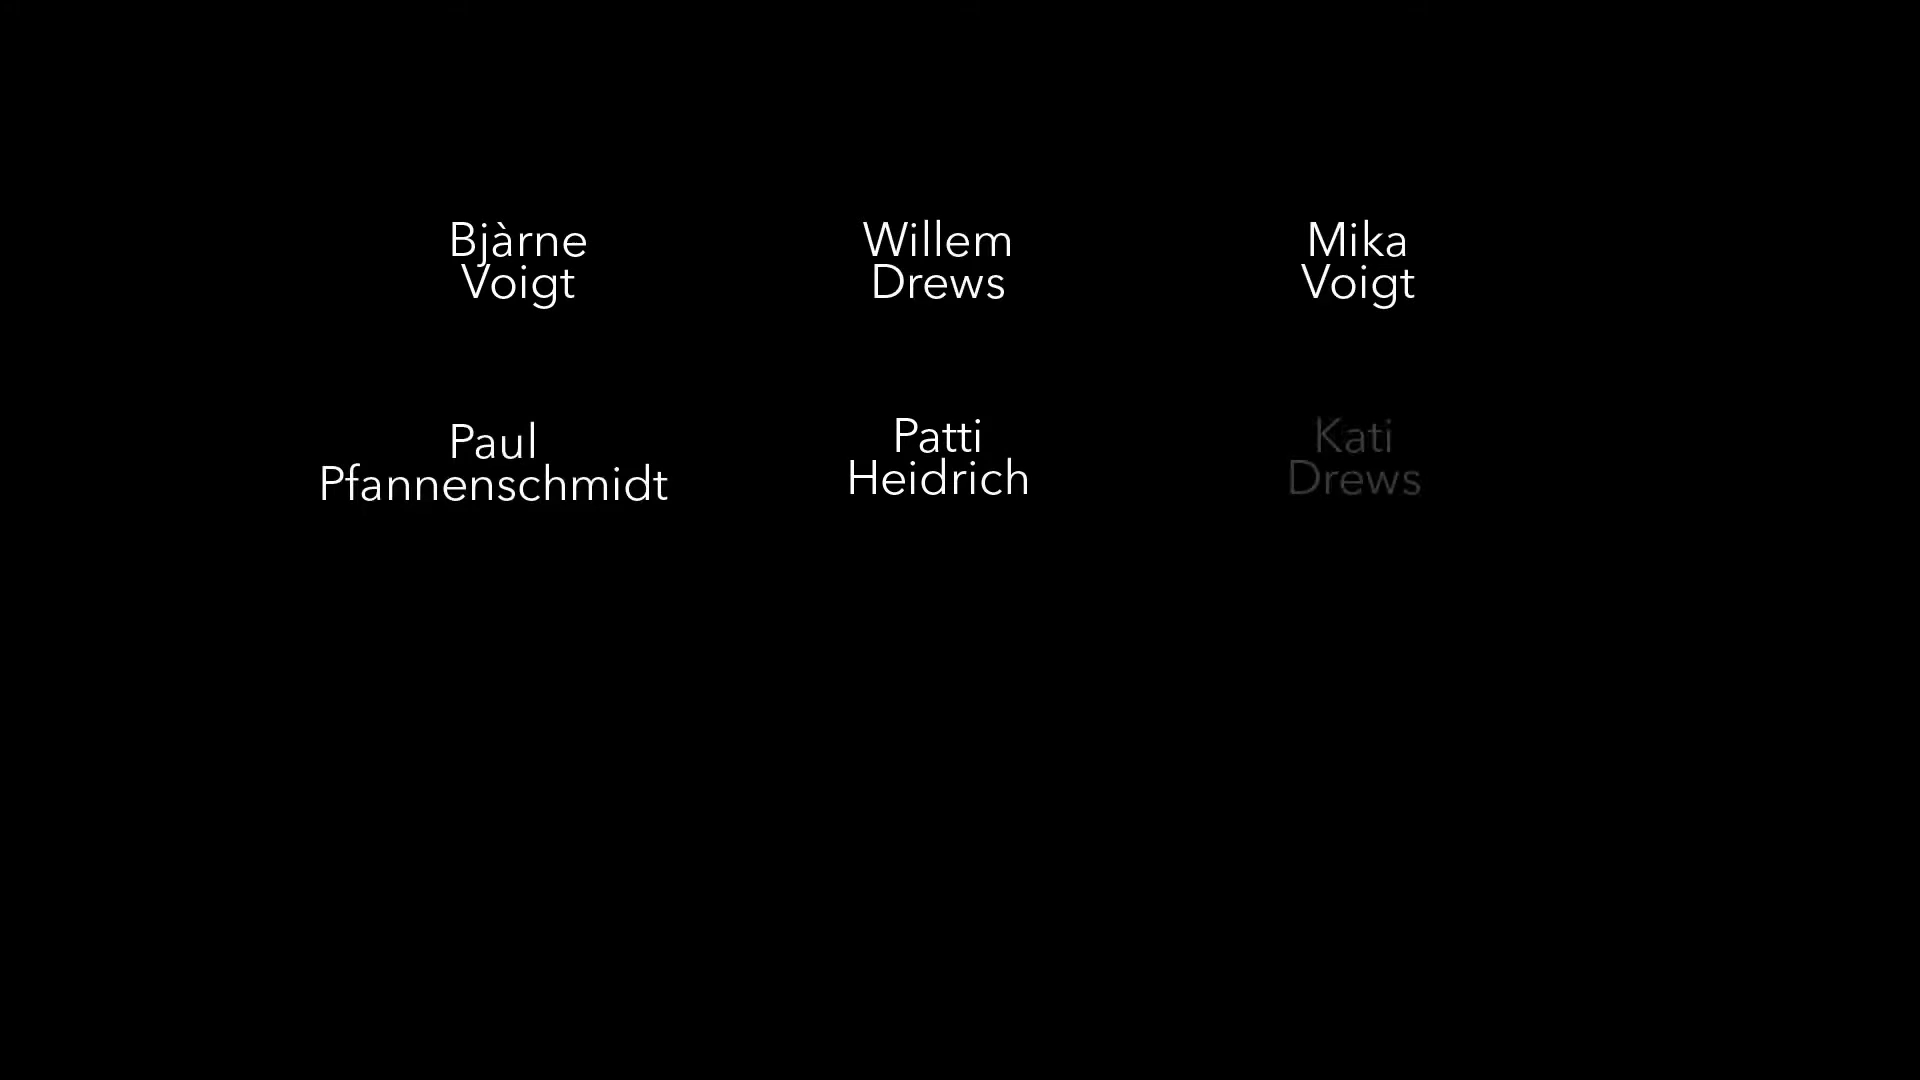 Bjàrne
Voigt
Willem
Drews
Mika
Voigt
Paul
Pfannenschmidt
Patti
Heidrich
Kati
Drews